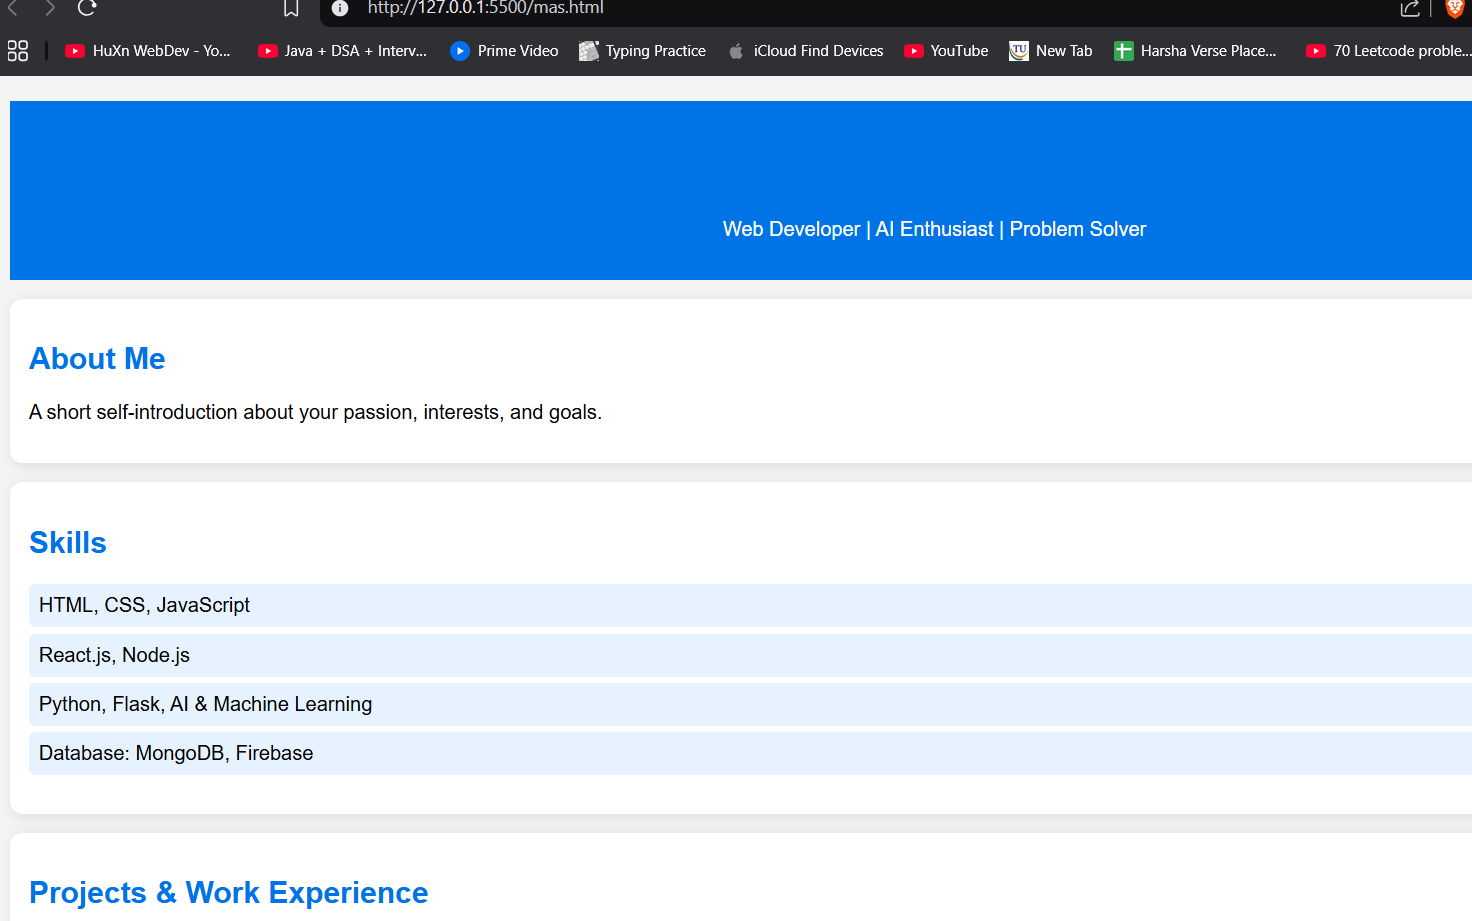 http://127.0.0.1:5500/mas.html
HuXn WebDev - Yo... Java + DSA + Interv... Prime Video Typing Practice iCloud Find Devices YouTube TU New Tab Harsha Verse Place... 70 Leetcode proble...
Web Developer | AI Enthusiast | Problem Solver
About Me
A short self-introduction about your passion, interests, and goals.
Skills
HTML, CSS, JavaScript
React.js, Node.js
Python, Flask, AI & Machine Learning
Database: MongoDB, Firebase
Projects & Work Experience